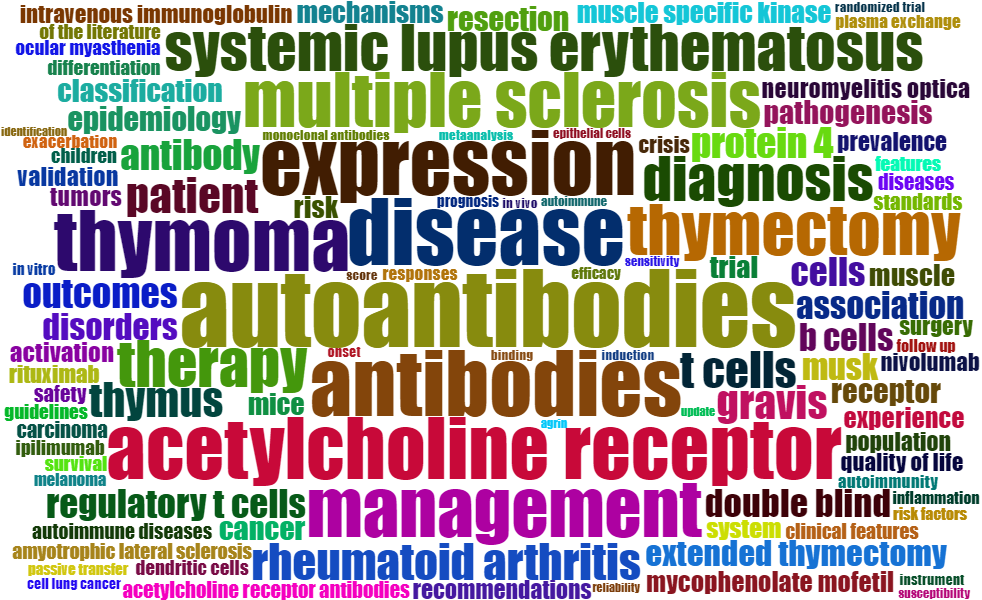 intravenous immunoglobulin
mechanisms
resection
muscle specific kinase
randomized trial
plasma exchange
of the literature
ocular myasthenia
systemic lupus erythematosus
differentiation
classification
multiple sclerosis
neuromyelitis optica
epidemiology
pathogenesis
identification
monoclonal antibodies
metaanalysis
epithelial cells
exacerbation
children
antibody
expression
crisis
protein 4
prevalence
validation
diagnosis
features
diseases
tumors
patient
risk
prognosis
in vivo
autoimmune
standards
thymoma
disease
thymectomy
in vitro
score
responses
efficacy
sensitivity
trial
cells
muscle
outcomes
autoantibodies
association
disorders
b cells
surgery
follow up
activation
therapy
onset
binding
induction
t cells
musk
nivolumab
rituximab
antibodies
safety
thymus
mice
update
gravis
receptor
guidelines
agrin
experience
carcinoma
acetylcholine receptor
population
ipilimumab
quality of life
survival
melanoma
autoimmunity
regulatory t cells
management
double blind
inflammation
risk factors
autoimmune diseases
cancer
system
clinical features
amyotrophic lateral sclerosis
rheumatoid arthritis
extended thymectomy
passive transfer
dendritic cells
cell lung cancer
acetylcholine receptor antibodies
recommendations
reliability
mycophenolate mofetil
instrument
susceptibility